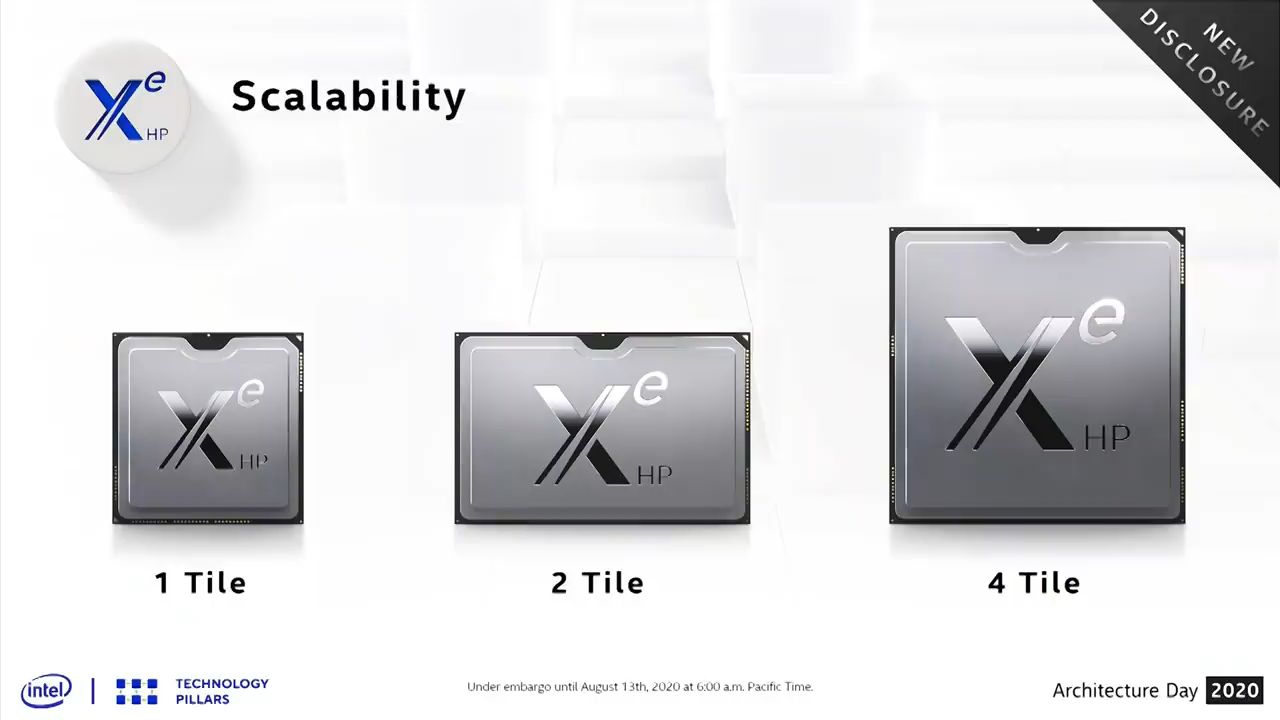 Xe HP
Scalability
NEW
DISCLOSURE
Xe
HP
Xe
HP
Xe
HP
1 Tile
2 Tile
4 Tile
intel
TECHNOLOGY
PILLARS
Under embargo until August 13th, 2020 at 6:00 a.m. Pacific Time.
Architecture Day 2020